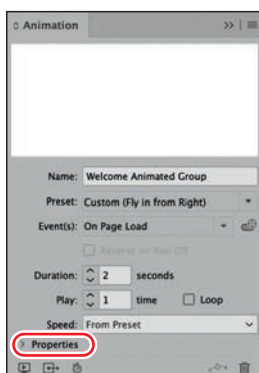 Animation
Name: Welcome Animated Group
Preset: Custom (Fly in from Right)
Event(s): On Page Load
Reverse on Roll Off
Duration: 2 seconds
Play: 1 time Loop
Speed: From Preset
Properties